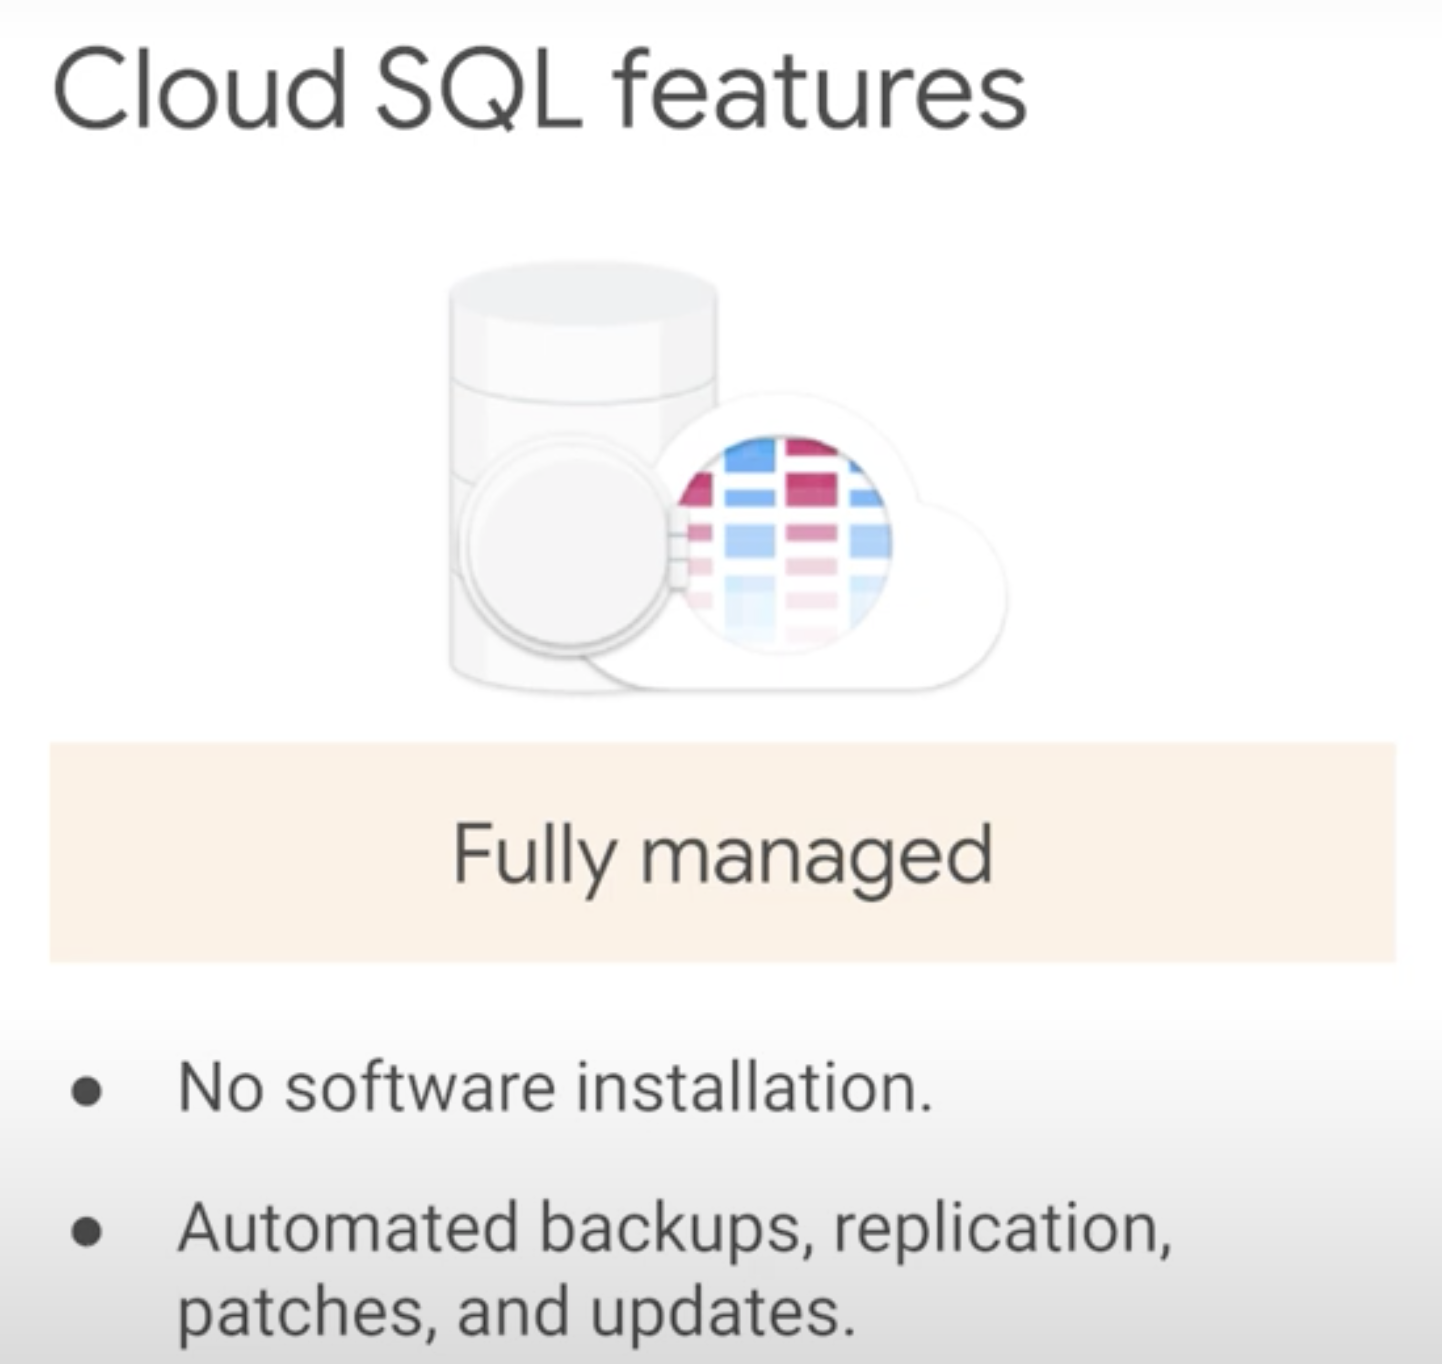 Cloud SQL features
Fully managed
● No software installation.
● Automated backups, replication,
patches, and updates.